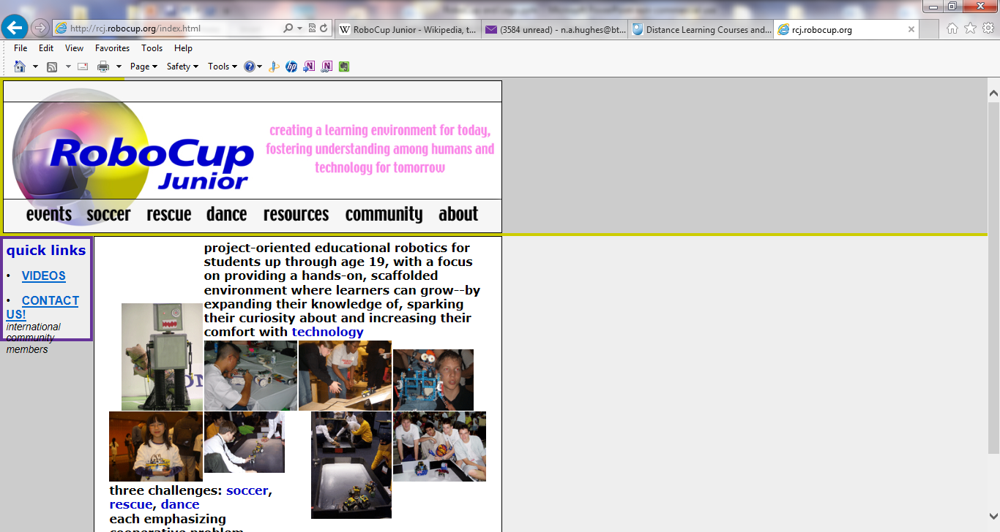 http://rcj.robocup.org/index.html
RoboCup Junior - Wikipedia, t...
(3584 unread) - n.a.hughes@bt...
Distance Learning Courses and...
rcj.robocup.org
File Edit View Favorites Tools Help
Page Safety Tools
RoboCup
Junior
creating a learning environment for today,
fostering understanding among humans and
technology for tomorrow
events soccer rescue dance resources community about
quick links
• VIDEOS
• CONTACT
US!
international
community
members
project-oriented educational robotics for
students up through age 19, with a focus
on providing a hands-on, scaffolded
environment where learners can grow--by
expanding their knowledge of, sparking
their curiosity about and increasing their
comfort with technology
three challenges: soccer,
rescue, dance
each emphasizing
cooperative problem